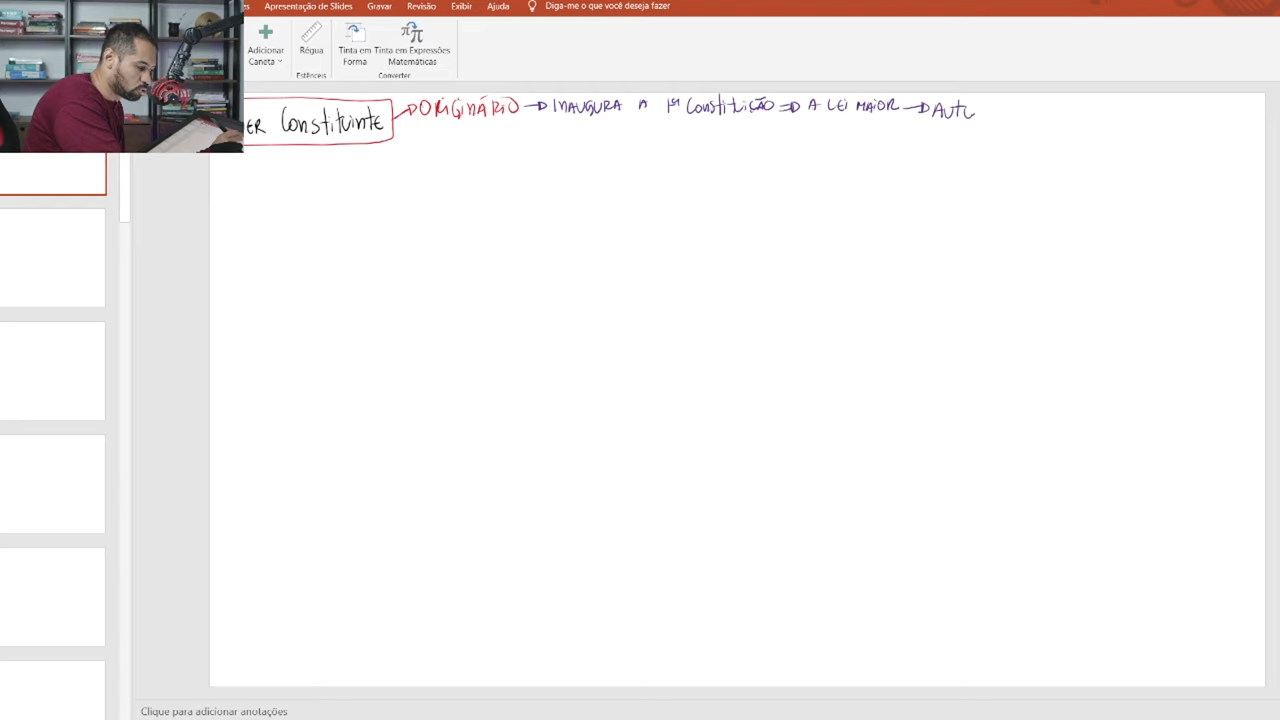 Apresentação de Slides Gravar Revisão Exibir Ajuda Diga-me o que você deseja fazer
Adicionar Caneta
Régua
Tinta em Forma
Tinta em Expressões Matemáticas
Estênceis
Converter
ER Constituinte → ORIGINÁRIO → INAUGURA A 1ª Constituição ⇒ A LEI MAIOR → AUTO
Clique para adicionar anotações